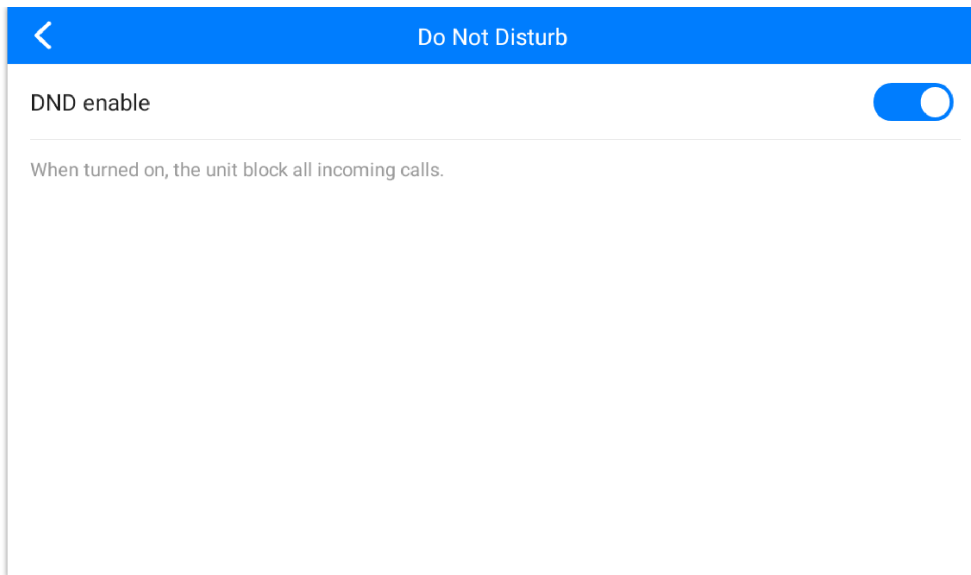 Do Not Disturb
DND enable
When turned on, the unit block all incoming calls.